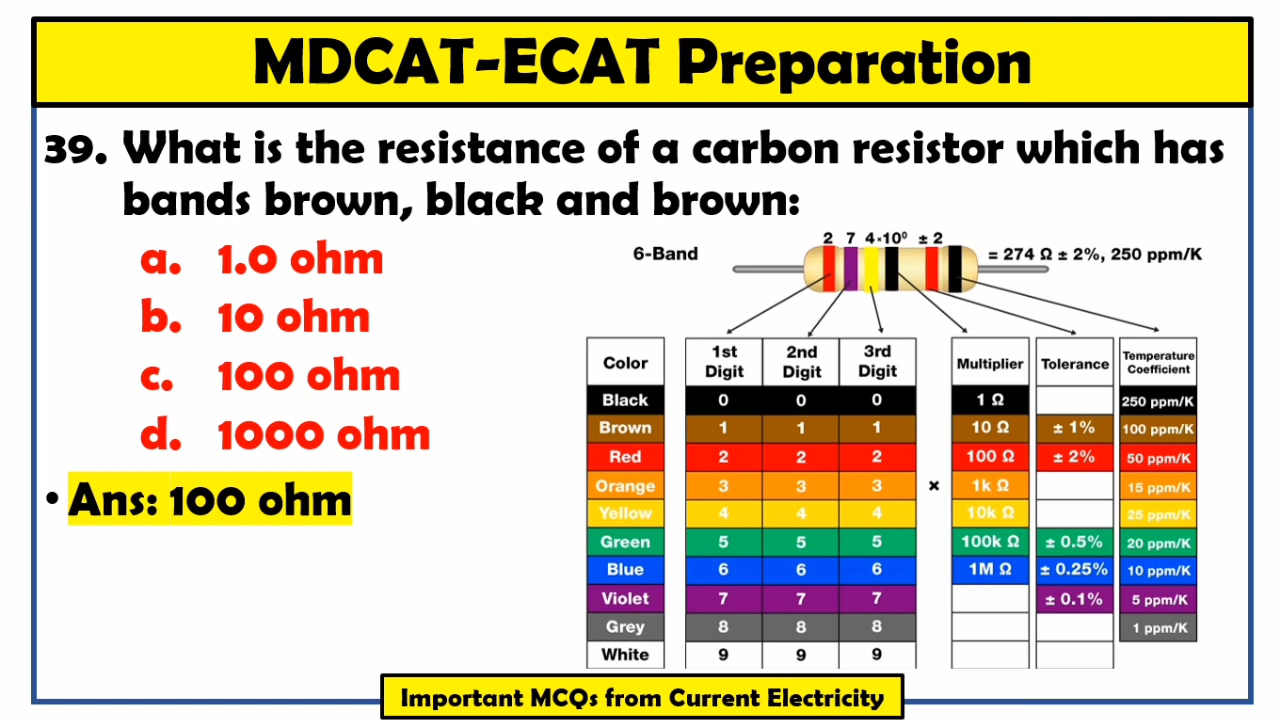 MDCAT-ECAT Preparation
39. What is the resistance of a carbon resistor which has
bands brown, black and brown:
a. 1.0 ohm
b. 10 ohm
c. 100 ohm
d. 1000 ohm
• Ans: 100 ohm
2 7 4×10⁰ ± 2
6-Band
= 274 Ω ± 2%, 250 ppm/K
Color 1st Digit 2nd Digit 3rd Digit Multiplier Tolerance Temperature Coefficient
Black 0 0 0 1 Ω 250 ppm/K
Brown 1 1 1 10 Ω ± 1% 100 ppm/K
Red 2 2 2 100 Ω ± 2% 50 ppm/K
Orange 3 3 3 × 1k Ω 15 ppm/K
Yellow 4 4 4 10k Ω 25 ppm/K
Green 5 5 5 100k Ω ± 0.5% 20 ppm/K
Blue 6 6 6 1M Ω ± 0.25% 10 ppm/K
Violet 7 7 7 ± 0.1% 5 ppm/K
Grey 8 8 8 1 ppm/K
White 9 9 9
Important MCQs from Current Electricity